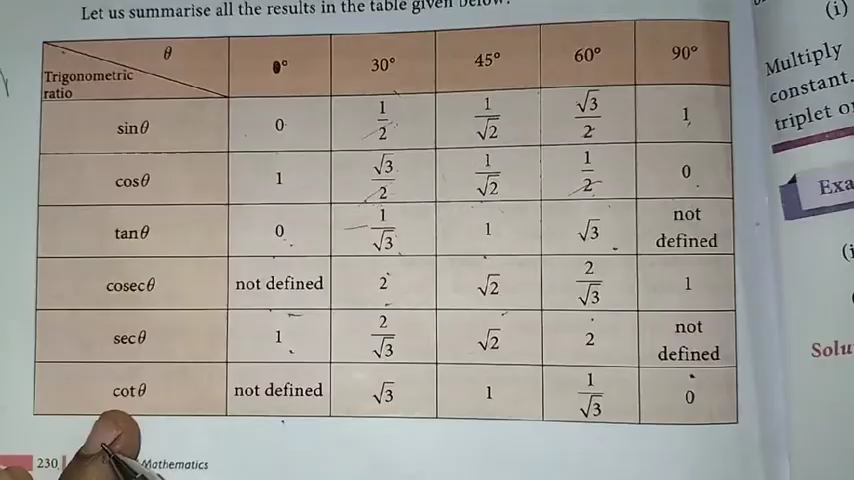 Let us summarise all the results in the table given below.
θ
Trigonometric
ratio
0° 30° 45° 60° 90°
sinθ 0 1/2 1/√2 √3/2 1
cosθ 1 √3/2 1/√2 1/2 0
tanθ 0 1/√3 1 √3 not defined
cosecθ not defined 2 √2 2/√3 1
secθ 1 2/√3 √2 2 not defined
cotθ not defined √3 1 1/√3 0
230
Mathematics
(i)
Multiply
constant.
triplet
Solu